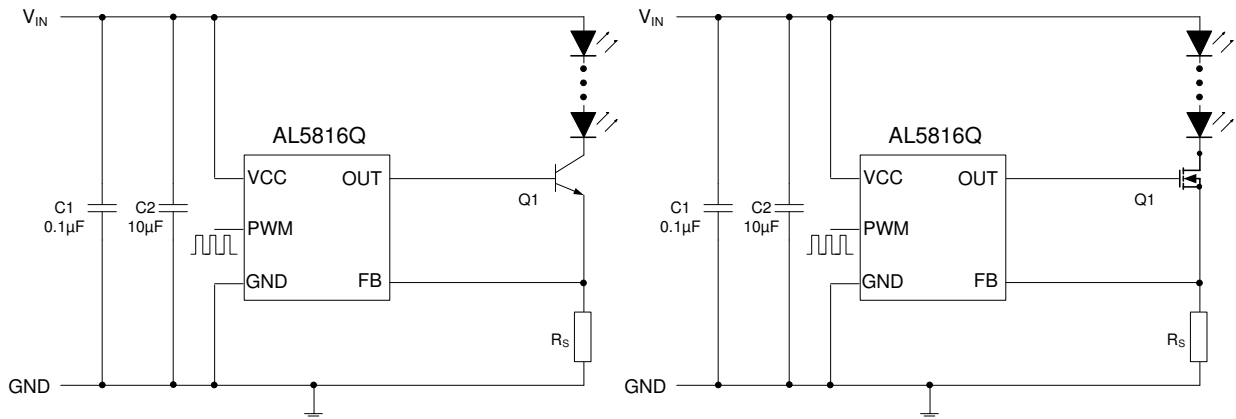 VIN
AL5816Q
VCC
OUT
C1
0.1µF
C2
10µF
PWM
Q1
GND
FB
RS
GND
VIN
AL5816Q
VCC
OUT
C1
0.1µF
C2
10µF
PWM
Q1
GND
FB
RS
GND